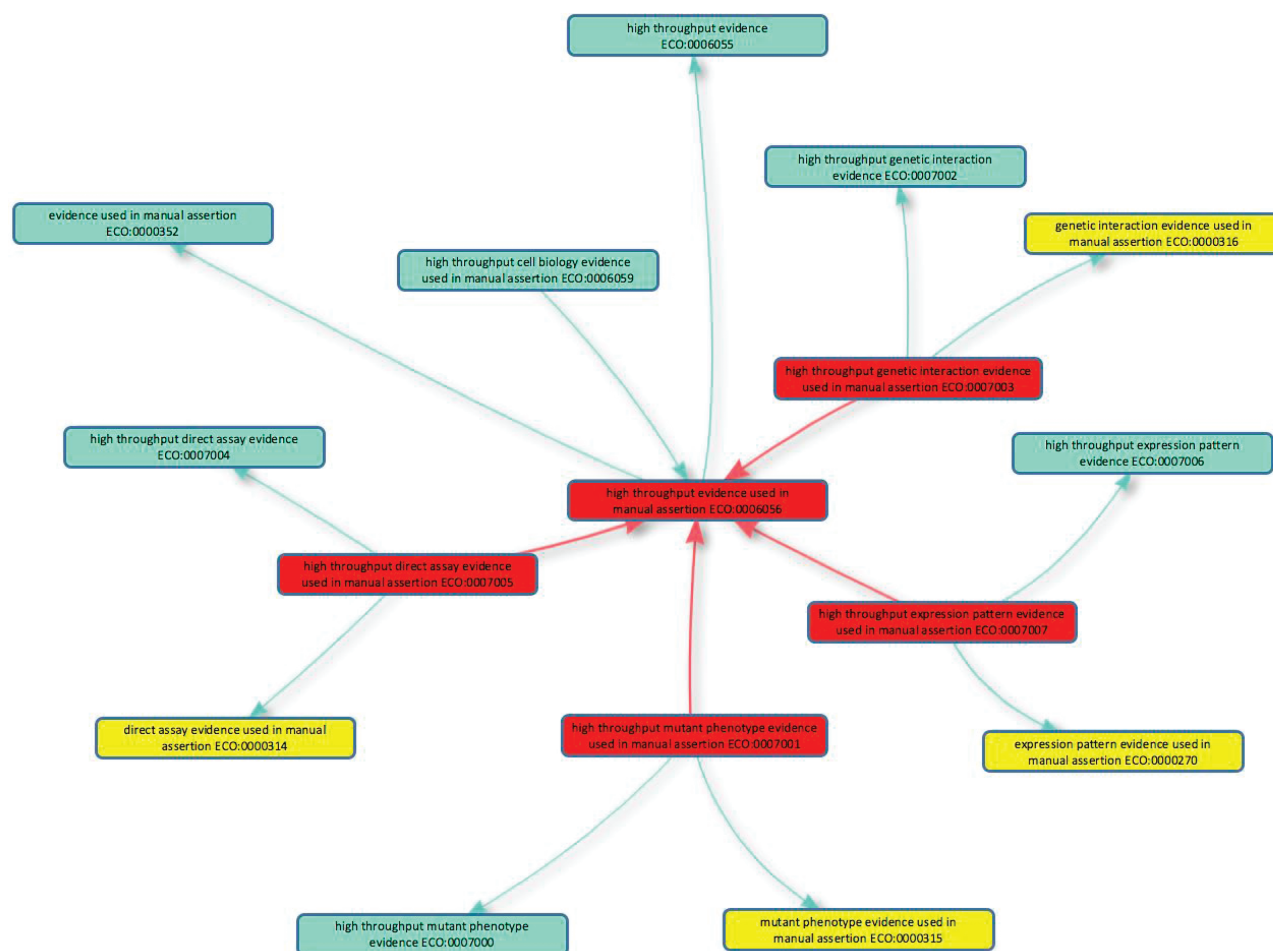 high throughput evidence
ECO:0006055
high throughput genetic interaction
evidence ECO:0007002
evidence used in manual assertion
ECO:0000352
genetic interaction evidence used in
manual assertion ECO:0000316
high throughput cell biology evidence
used in manual assertion ECO:0006059
high throughput genetic interaction evidence
used in manual assertion ECO:0007003
high throughput direct assay evidence
ECO:0007004
high throughput expression pattern
evidence ECO:0007006
high throughput evidence used in
manual assertion ECO:0006056
high throughput direct assay evidence
used in manual assertion ECO:0007005
high throughput expression pattern evidence
used in manual assertion ECO:0007007
direct assay evidence used in manual
assertion ECO:0000314
high throughput mutant phenotype evidence
used in manual assertion ECO:0007001
expression pattern evidence used in
manual assertion ECO:0000270
high throughput mutant phenotype
evidence ECO:0007000
mutant phenotype evidence used in
manual assertion ECO:0000315